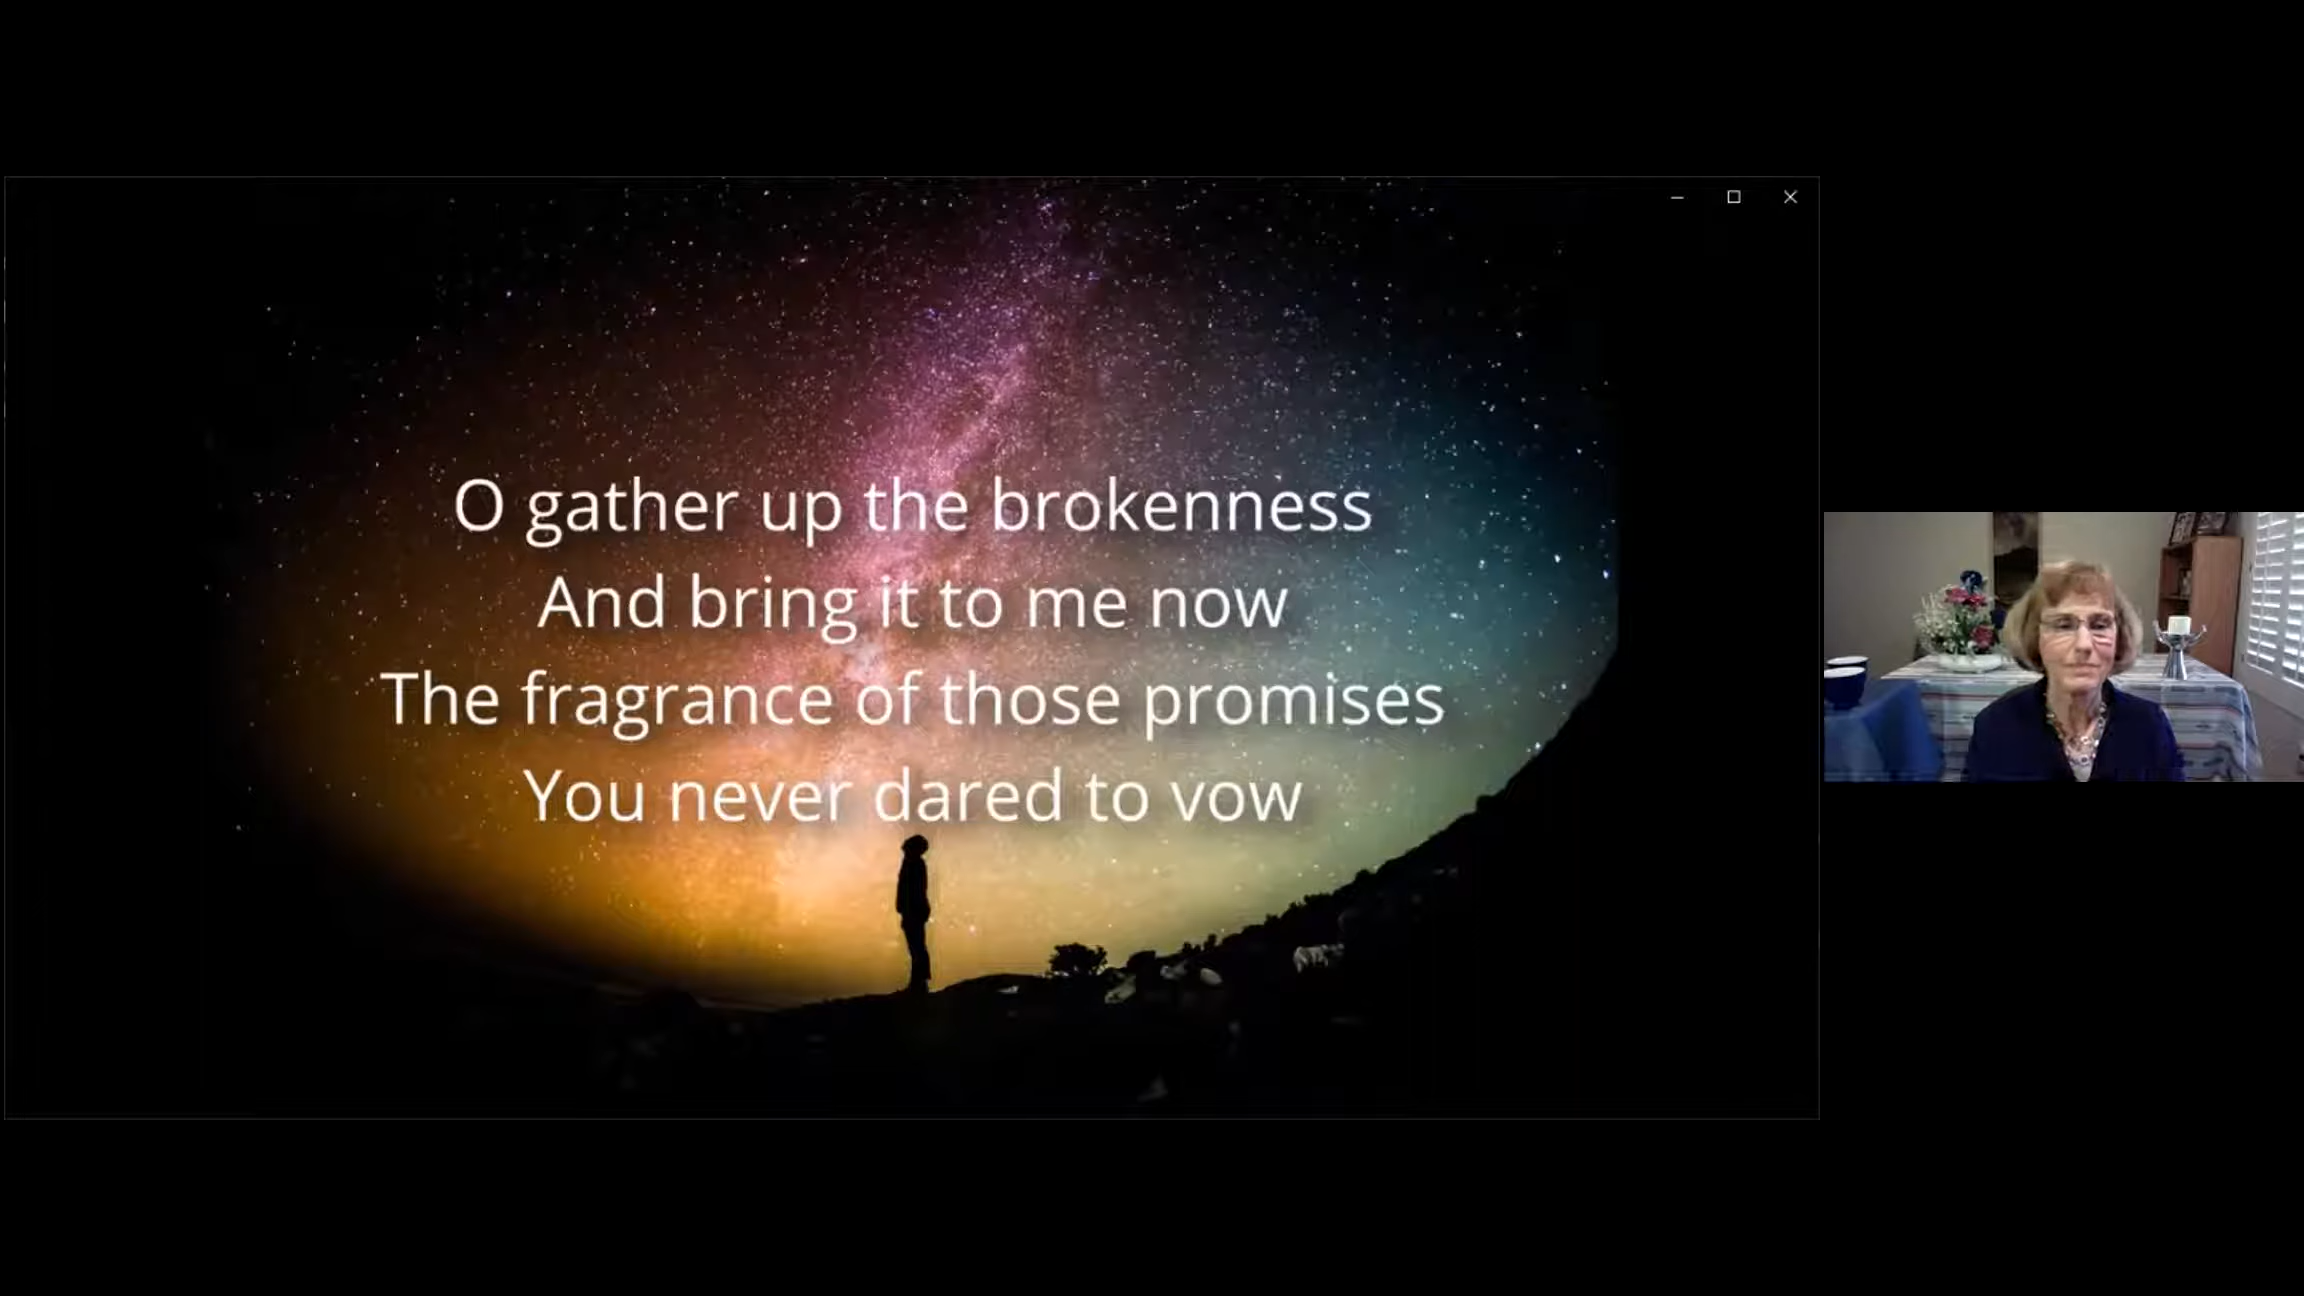 O gather up the brokenness
And bring it to me now
The fragrance of those promises
You never dared to vow